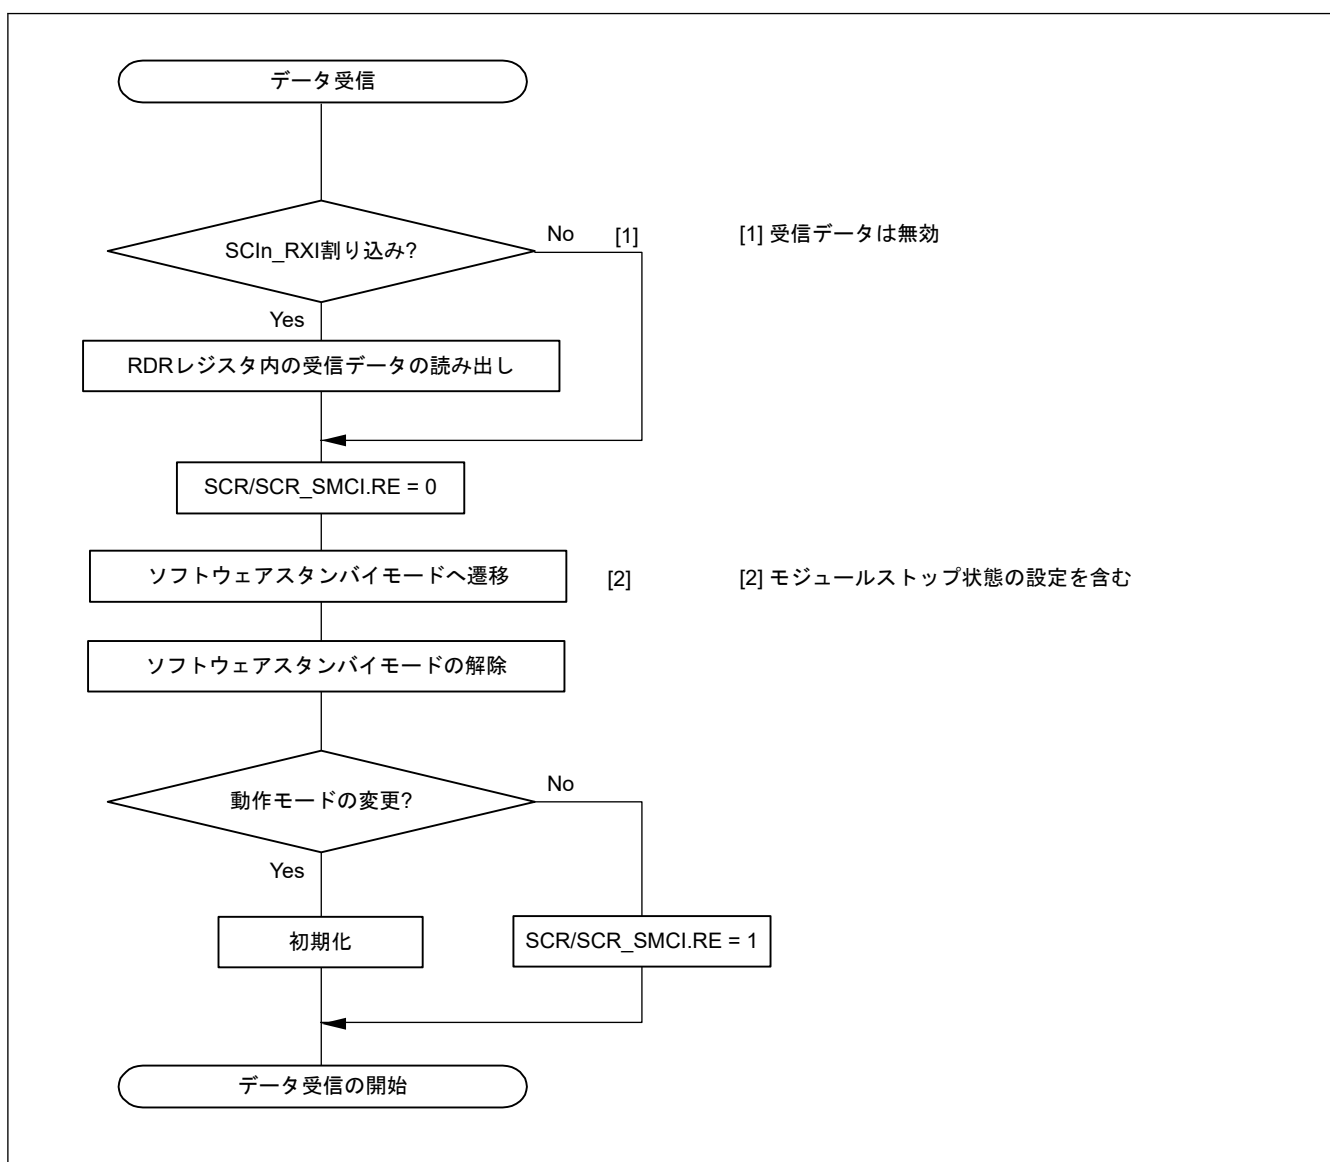 データ受信
SCIn_RXI割り込み?
No
[1]
[1] 受信データは無効
Yes
RDRレジスタ内の受信データの読み出し
SCR/SCR_SMCI.RE = 0
ソフトウェアスタンバイモードへ遷移
[2]
[2] モジュールストップ状態の設定を含む
ソフトウェアスタンバイモードの解除
動作モードの変更?
No
Yes
初期化
SCR/SCR_SMCI.RE = 1
データ受信の開始